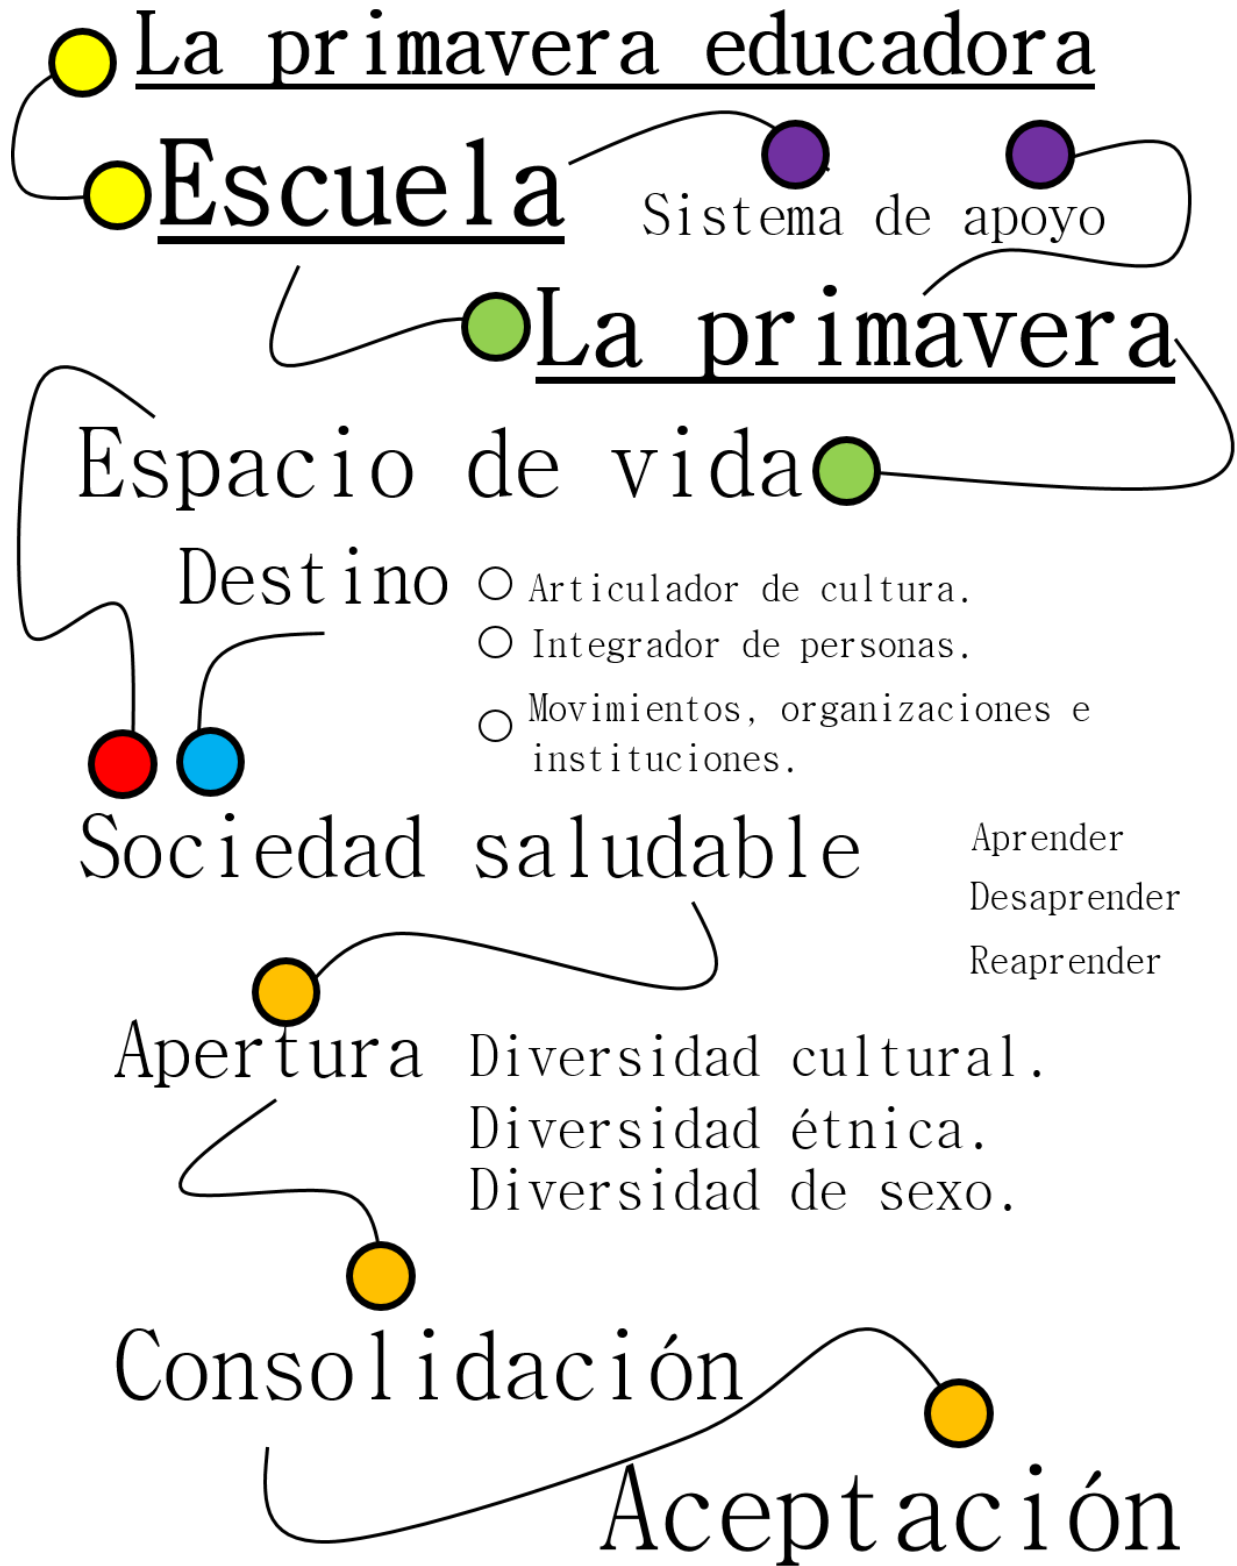 La primavera educadora
Escuela
Sistema de apoyo
La primavera
Espacio de vida
Destino
Articulador de cultura.
Integrador de personas.
Movimientos, organizaciones e
instituciones.
Sociedad saludable
Aprender
Desaprender
Reaprender
Apertura
Diversidad cultural.
Diversidad étnica.
Diversidad de sexo.
Consolidación
Aceptación